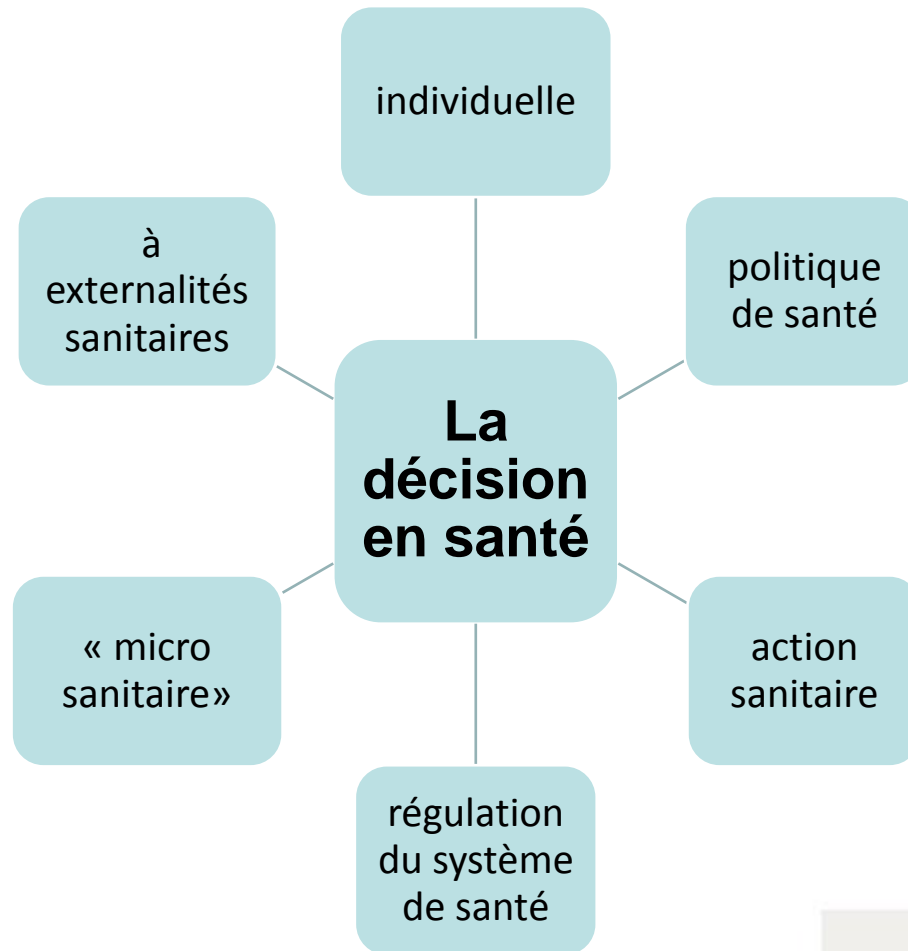 individuelle
à
externalités
sanitaires
politique
de santé
La
décision
en santé
« micro
sanitaire»
action
sanitaire
régulation
du système
de santé